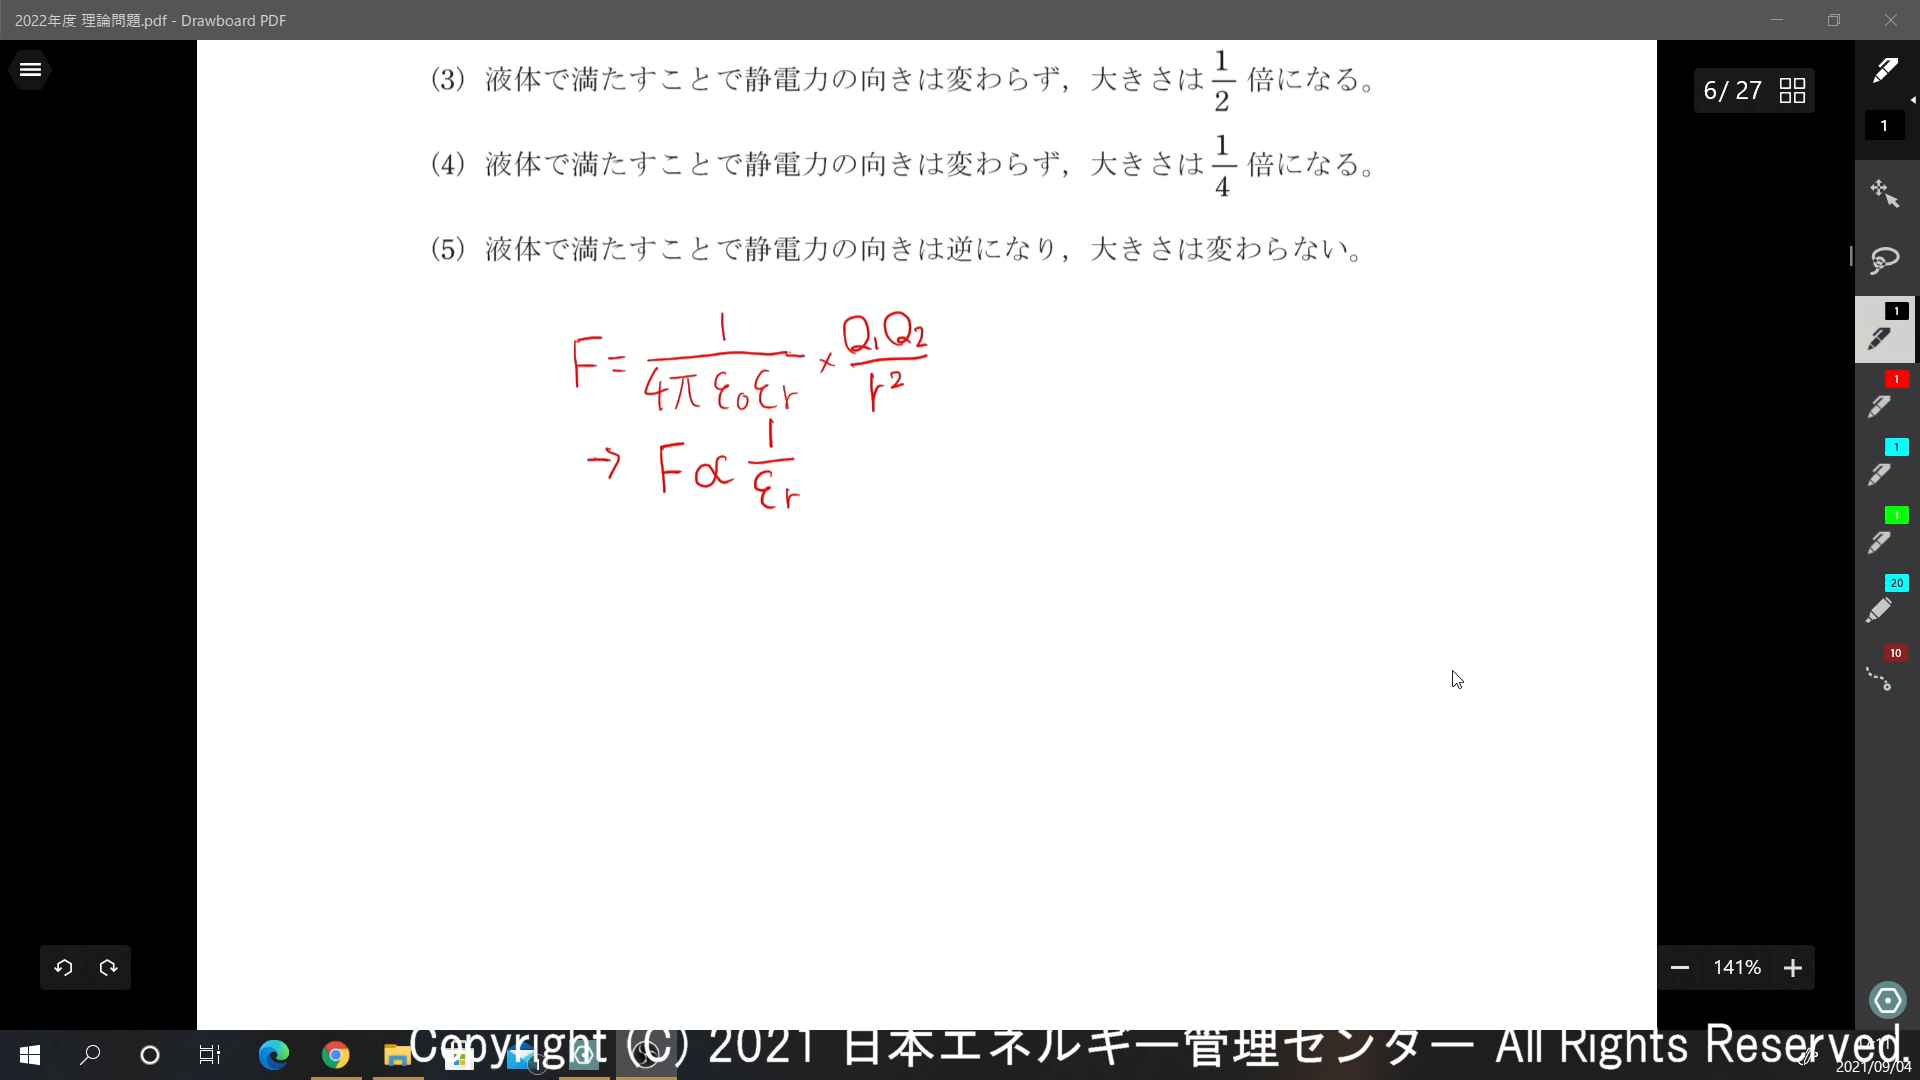 2022年度 理論問題.pdf - Drawboard PDF
(3) 液体で満たすことで静電力の向きは変わらず，大きさは 1/2 倍になる。
6/ 27
1
(4) 液体で満たすことで静電力の向きは変わらず，大きさは 1/4 倍になる。
(5) 液体で満たすことで静電力の向きは逆になり，大きさは変わらない。
1
F = 1/(4π ε₀εr) × Q₁Q₂/r²
1
1
→ F ∝ 1/εr
1
20
10
141%
Copyright (C) 2021 日本エネルギー管理センター All Rights Reserved.
2021/09/04